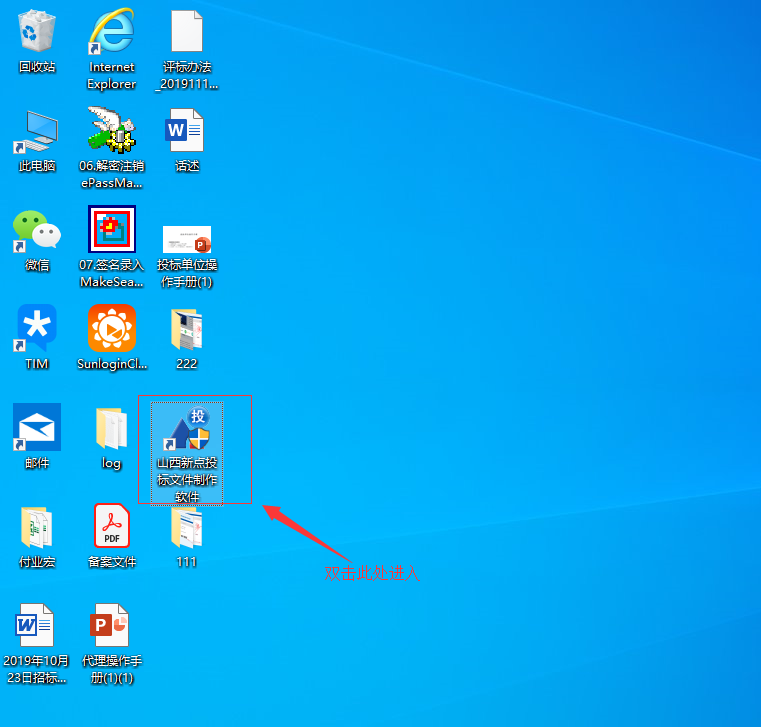 回收站
Internet
Explorer
评标办法
_2019111...
此电脑
06.解密注销
ePassMa...
W
话述
微信
07.签名录入
MakeSea...
P
投标单位操
作手册(1)
TIM
SunloginCl...
222
邮件
log
投
山西新点投
标文件制作
软件
付业宏
PDF
备案文件
111
双击此处进入
W
2019年10月
23日招标...
P
代理操作手
册(1)(1)